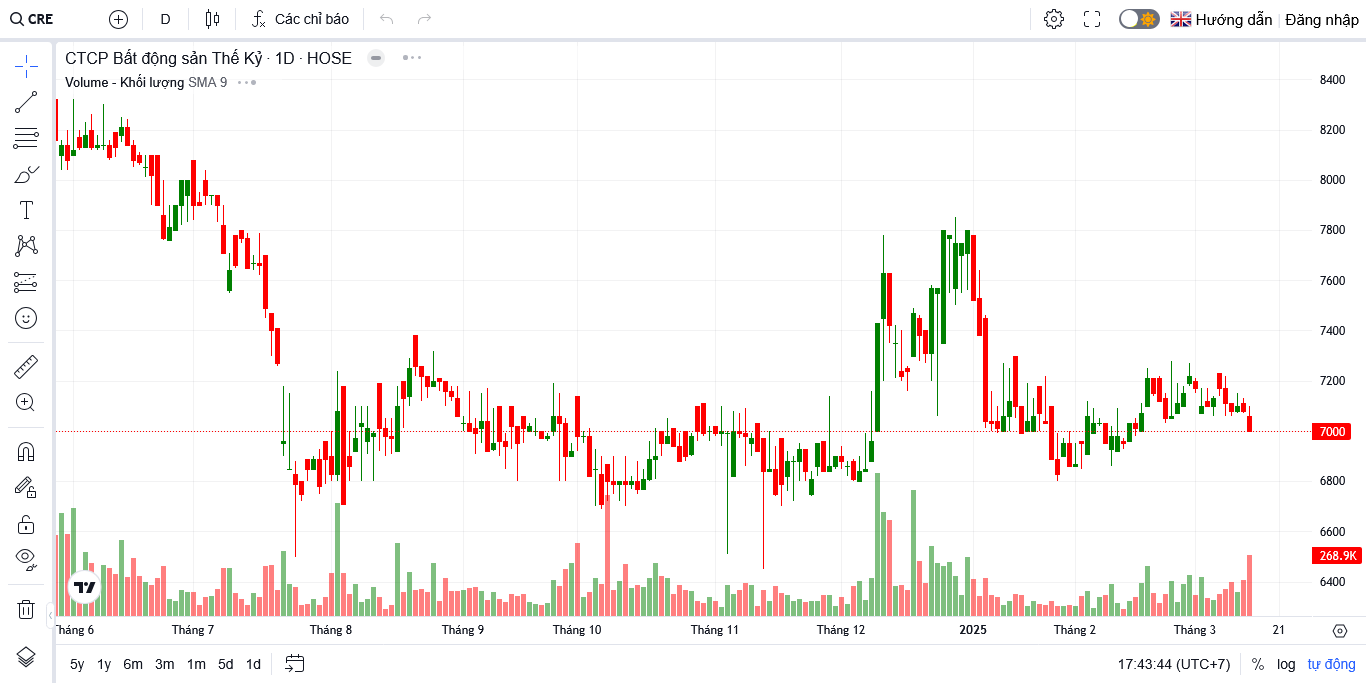 CRE D Các chỉ báo Hướng dẫn Đăng nhập
CTCP Bất động sản Thế Kỷ · 1D · HOSE
Volume - Khối lượng SMA 9
8400
8200
8000
7800
7600
7400
7200
7000
6800
6600
268.9K
6400
Tháng 6 Tháng 7 Tháng 8 Tháng 9 Tháng 10 Tháng 11 Tháng 12 2025 Tháng 2 Tháng 3 21
5y 1y 6m 3m 1m 5d 1d 17:43:44 (UTC+7) % log tự động